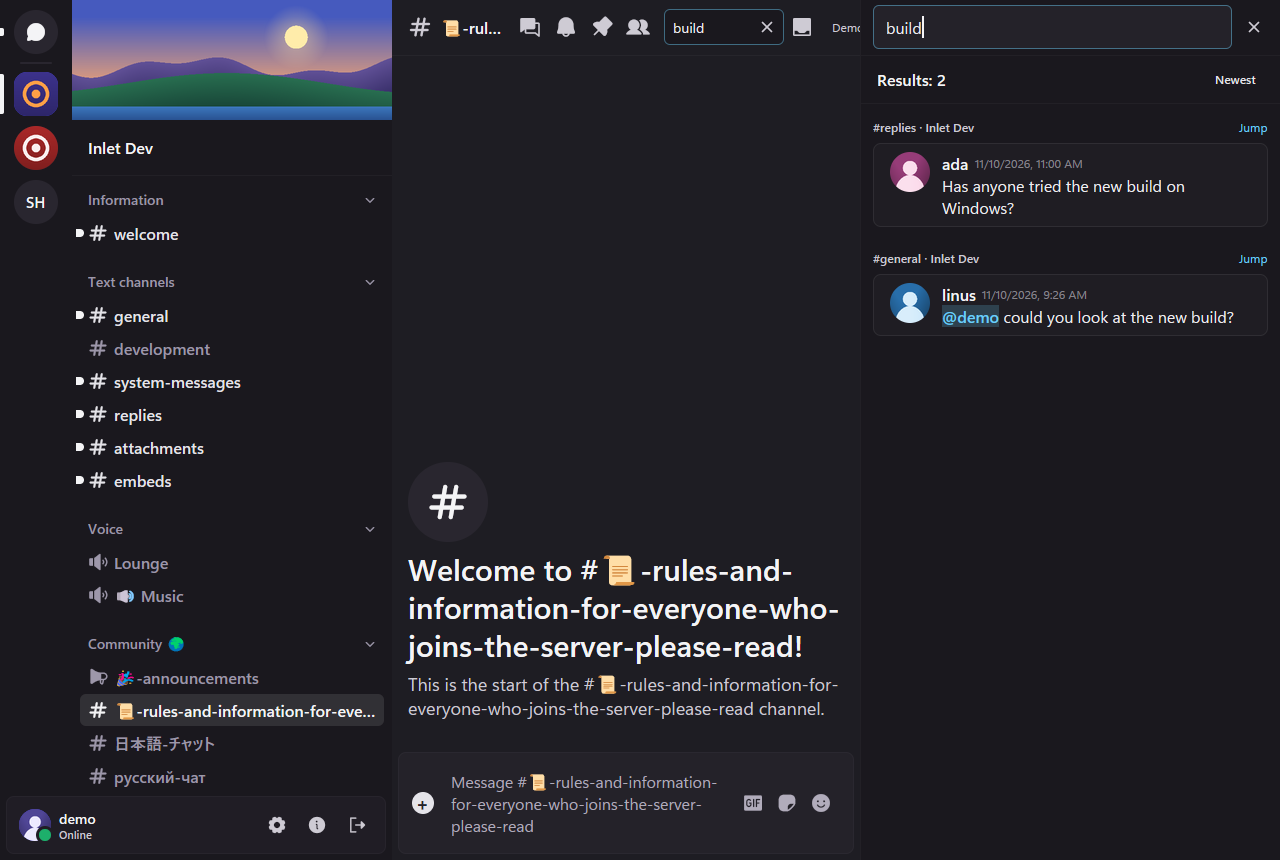 SH
Inlet Dev
Information
welcome
Text channels
general
development
system-messages
replies
attachments
embeds
Voice
Lounge
🔊 Music
Community 🌍
🎉-announcements
📜-rules-and-information-for-eve...
日本語-チャット
русский-чат
demo
Online
# 📜-rul...
build
Demo
Welcome to #📜-rules-and-
information-for-everyone-who-
joins-the-server-please-read!
This is the start of the #📜-rules-and-information-for-
everyone-who-joins-the-server-please-read channel.
Message #📜-rules-and-information-
for-everyone-who-joins-the-server-
please-read
GIF
build
Results: 2
Newest
#replies · Inlet Dev
Jump
ada 11/10/2026, 11:00 AM
Has anyone tried the new build on
Windows?
#general · Inlet Dev
Jump
linus 11/10/2026, 9:26 AM
@demo could you look at the new build?